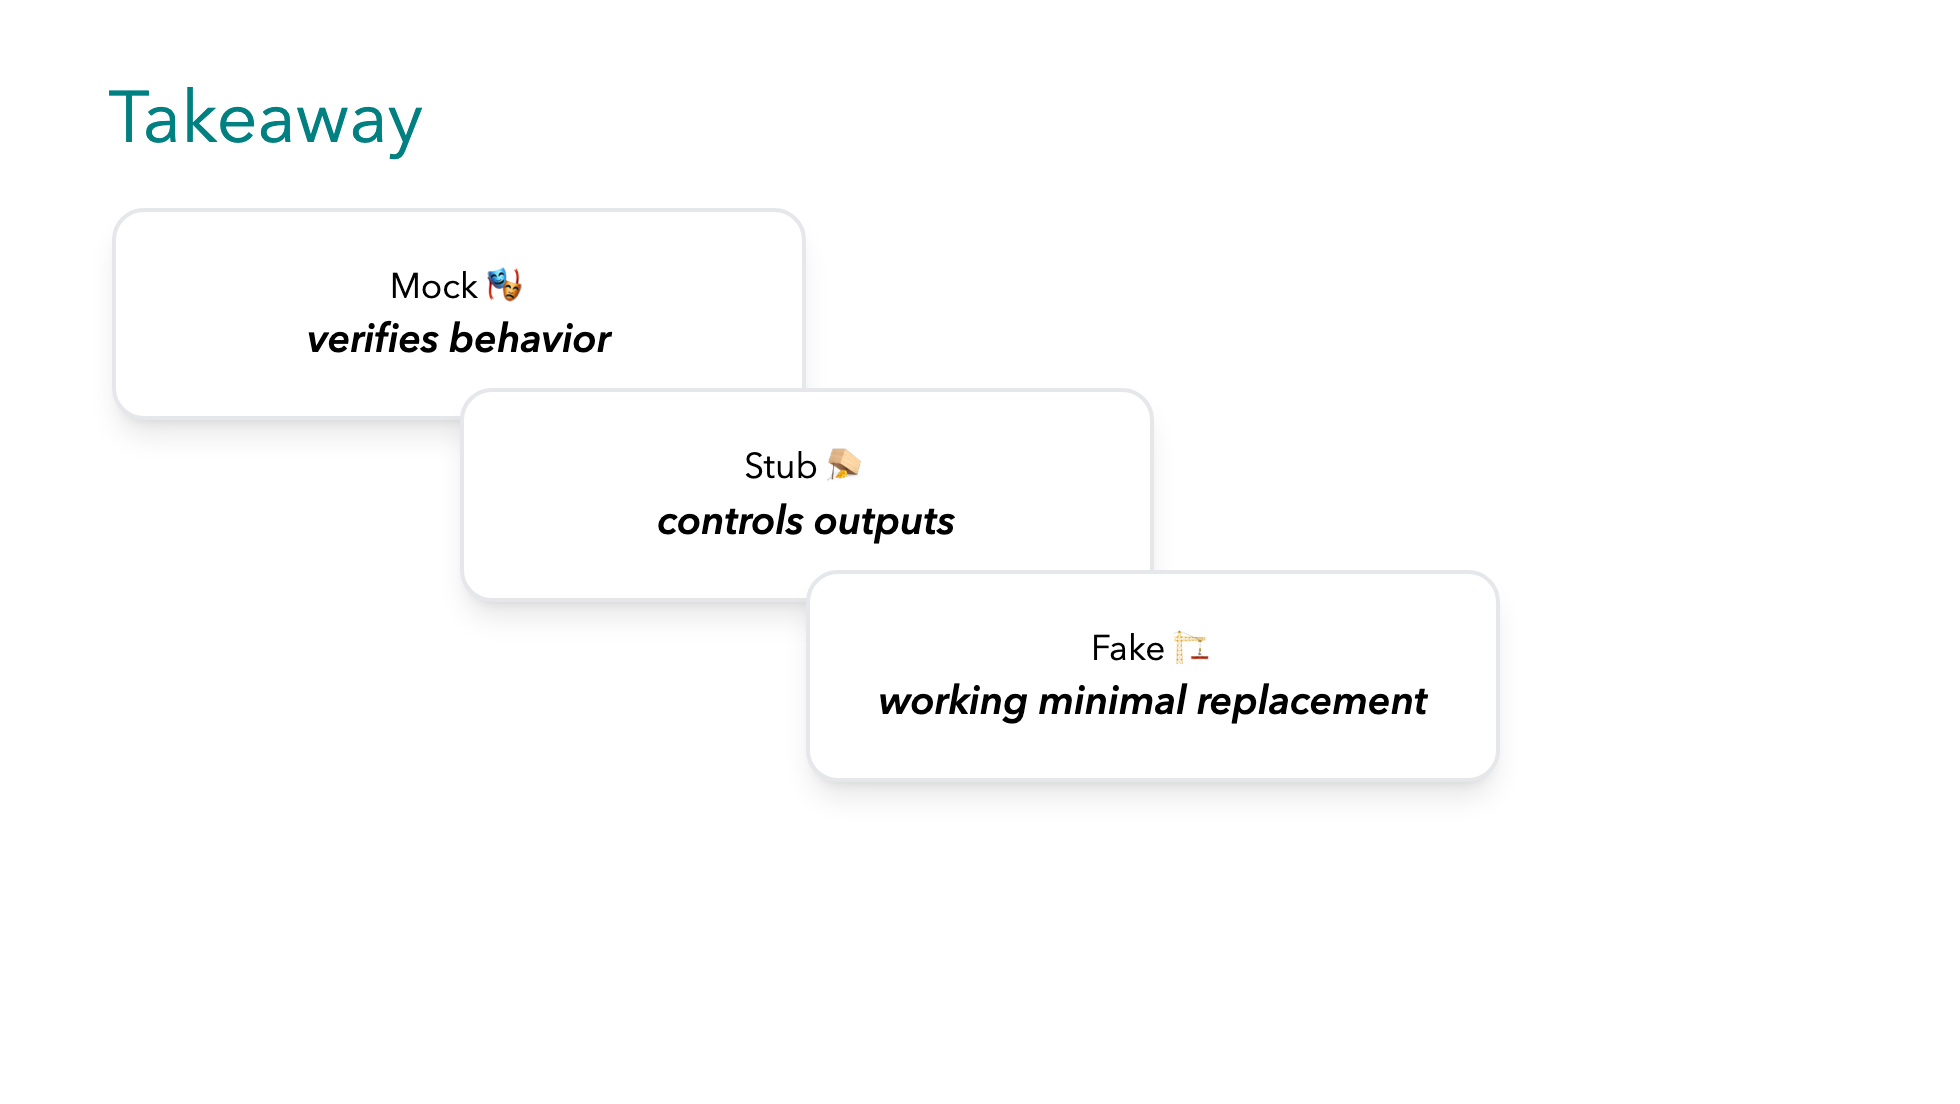 Takeaway
Mock 🎭
verifies behavior
Stub 🪤
controls outputs
Fake 🏗️
working minimal replacement